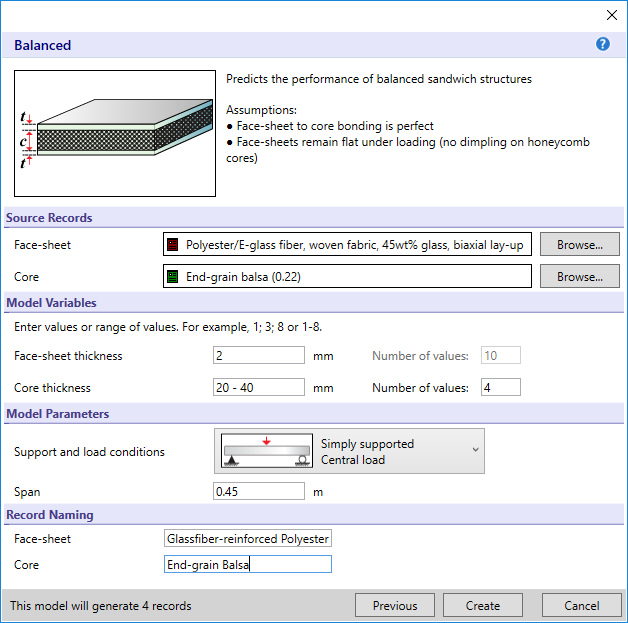 Balanced
?
t
c
t
Predicts the performance of balanced sandwich structures
Assumptions:
● Face-sheet to core bonding is perfect
● Face-sheets remain flat under loading (no dimpling on honeycomb
cores)
Source Records
Face-sheet Polyester/E-glass fiber, woven fabric, 45wt% glass, biaxial lay-up Browse...
Core End-grain balsa (0.22) Browse...
Model Variables
Enter values or range of values. For example, 1; 3; 8 or 1-8.
Face-sheet thickness 2 mm Number of values: 10
Core thickness 20 - 40 mm Number of values: 4
Model Parameters
Support and load conditions Simply supported
Central load
Span 0.45 m
Record Naming
Face-sheet Glassfiber-reinforced Polyester
Core End-grain Balsa
This model will generate 4 records Previous Create Cancel